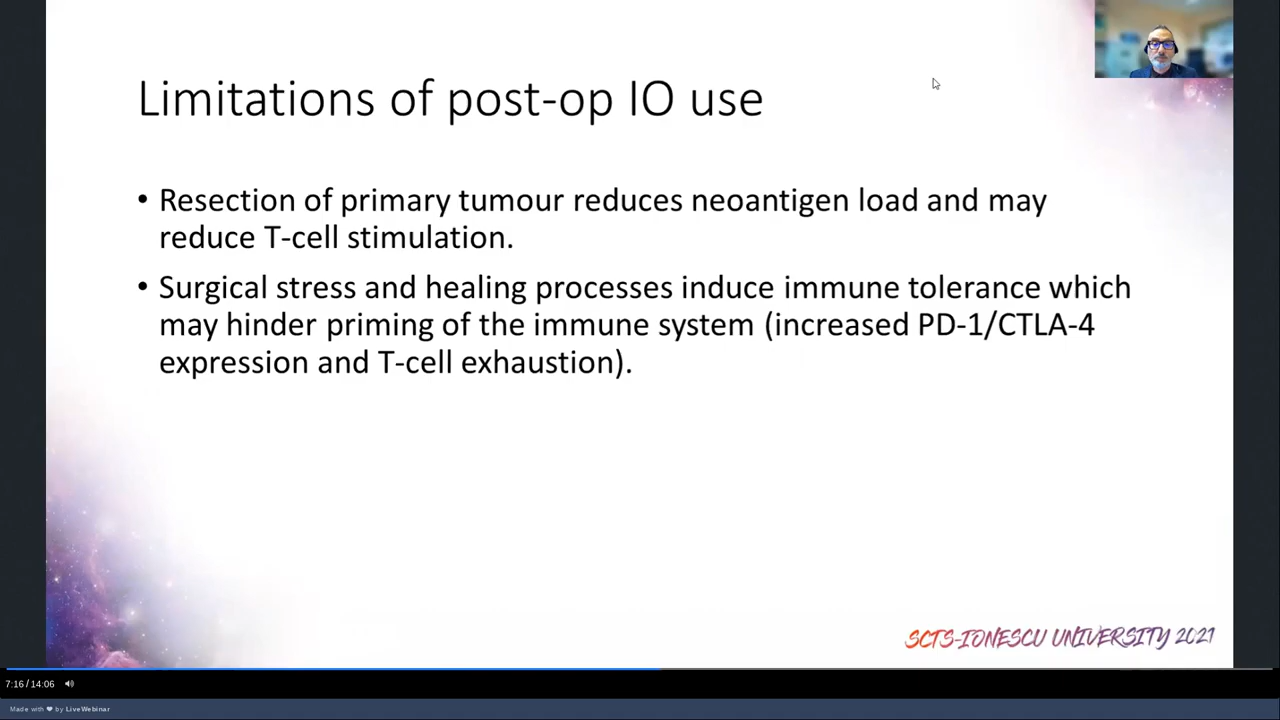 Limitations of post-op IO use
• Resection of primary tumour reduces neoantigen load and may
reduce T-cell stimulation.
• Surgical stress and healing processes induce immune tolerance which
may hinder priming of the immune system (increased PD-1/CTLA-4
expression and T-cell exhaustion).
SCTS-IONESCU UNIVERSITY 2021
7:16 / 14:06
Made with ❤ by LiveWebinar